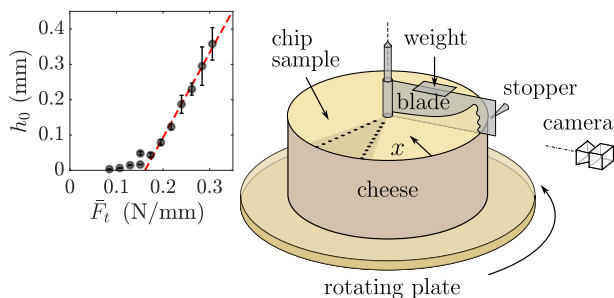 h₀ (mm)
0.4
0.3
0.2
0.1
0
0 0.1 0.2 0.3
F̄ₜ (N/mm)
chip
sample
weight
blade
stopper
camera
x
cheese
rotating plate